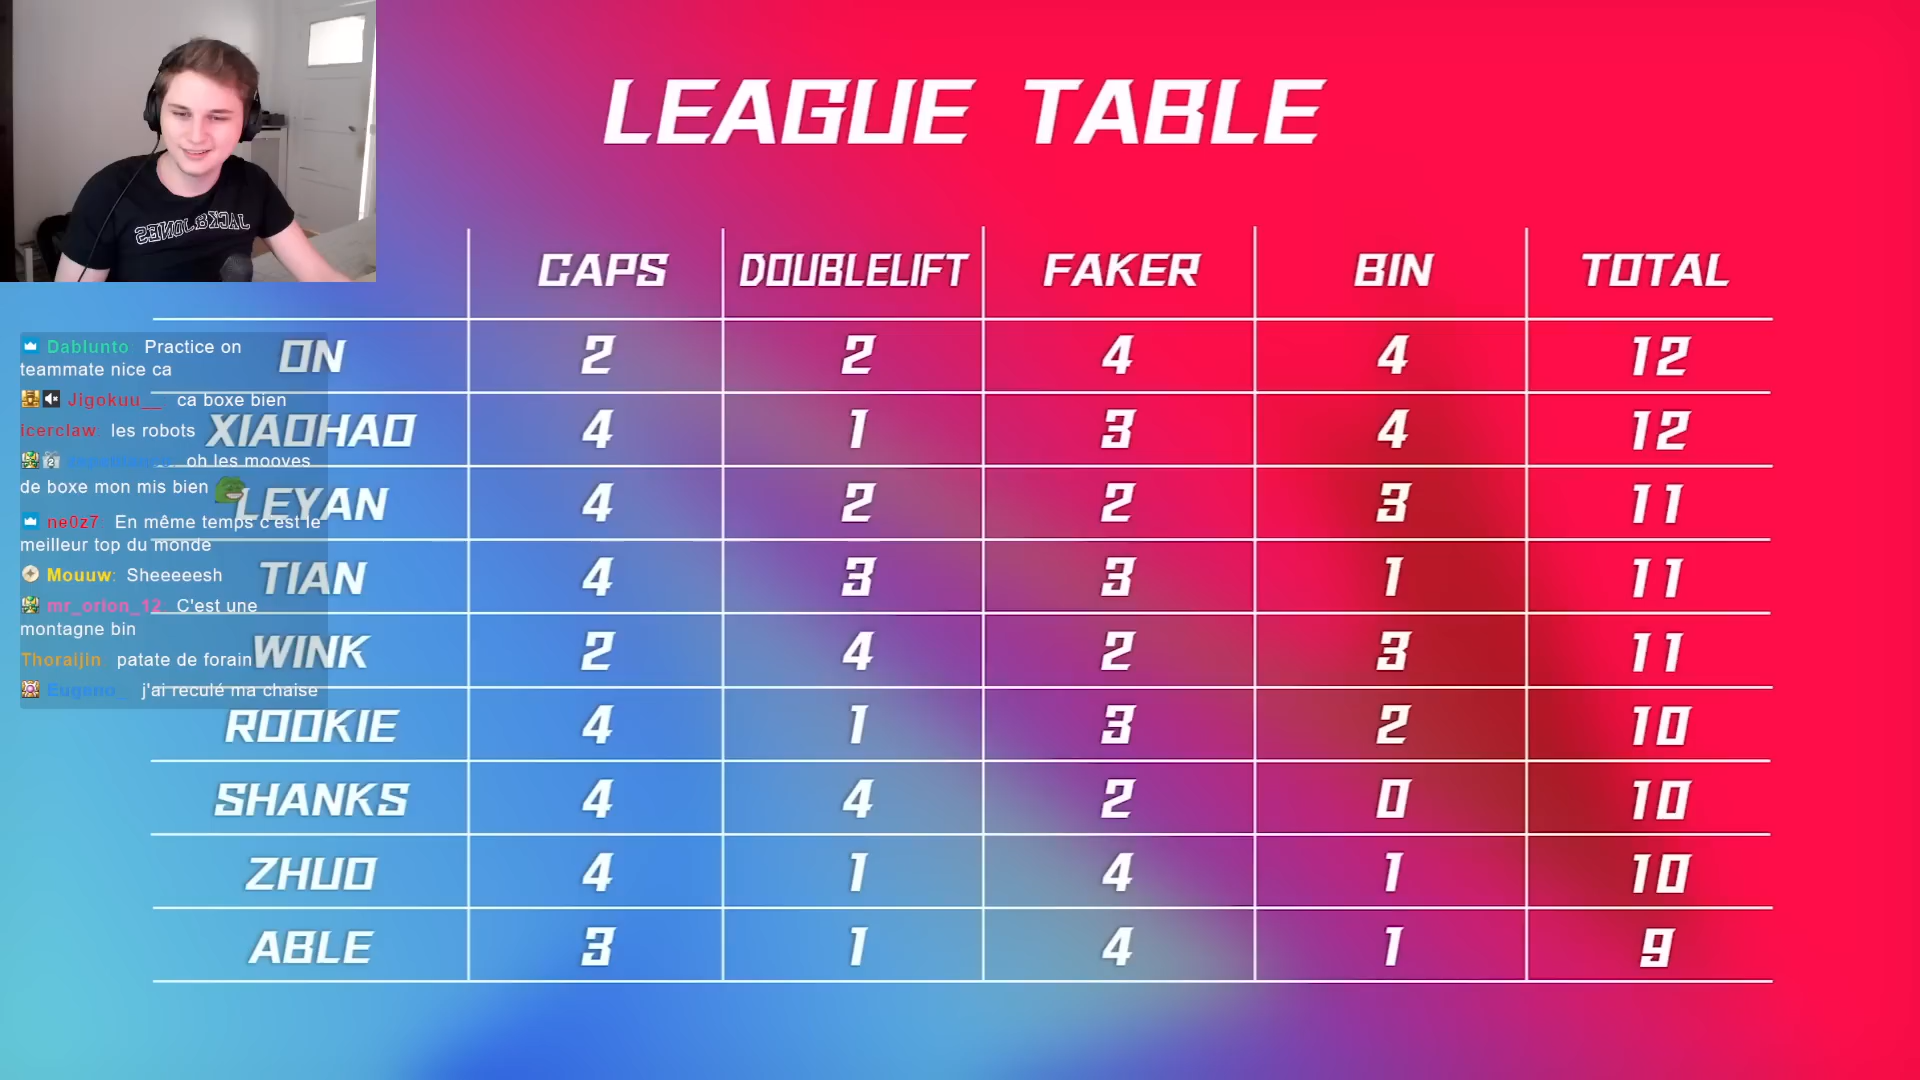 LEAGUE TABLE
CAPS DOUBLELIFT FAKER BIN TOTAL
ON 2 2 4 4 12
XIAOHAO 4 1 3 4 12
LEYAN 4 2 2 3 11
TIAN 4 3 3 1 11
WINK 2 4 2 3 11
ROOKIE 4 1 3 2 10
SHANKS 4 4 2 0 10
ZHUO 4 1 4 1 10
ABLE 3 1 4 1 9
JACK&JONES
Dablunto: Practice on
teammate nice ca
Jigokuu__: ca boxe bien
icerclaw: les robots
oh les mooves
de boxe mon mis bien
ne0z7: En même temps c'est le
meilleur top du monde
Mouuw: Sheeeeesh
mr_orion_12: C'est une
montagne bin
Thoraijin: patate de forain
Eugeno_: j'ai reculé ma chaise